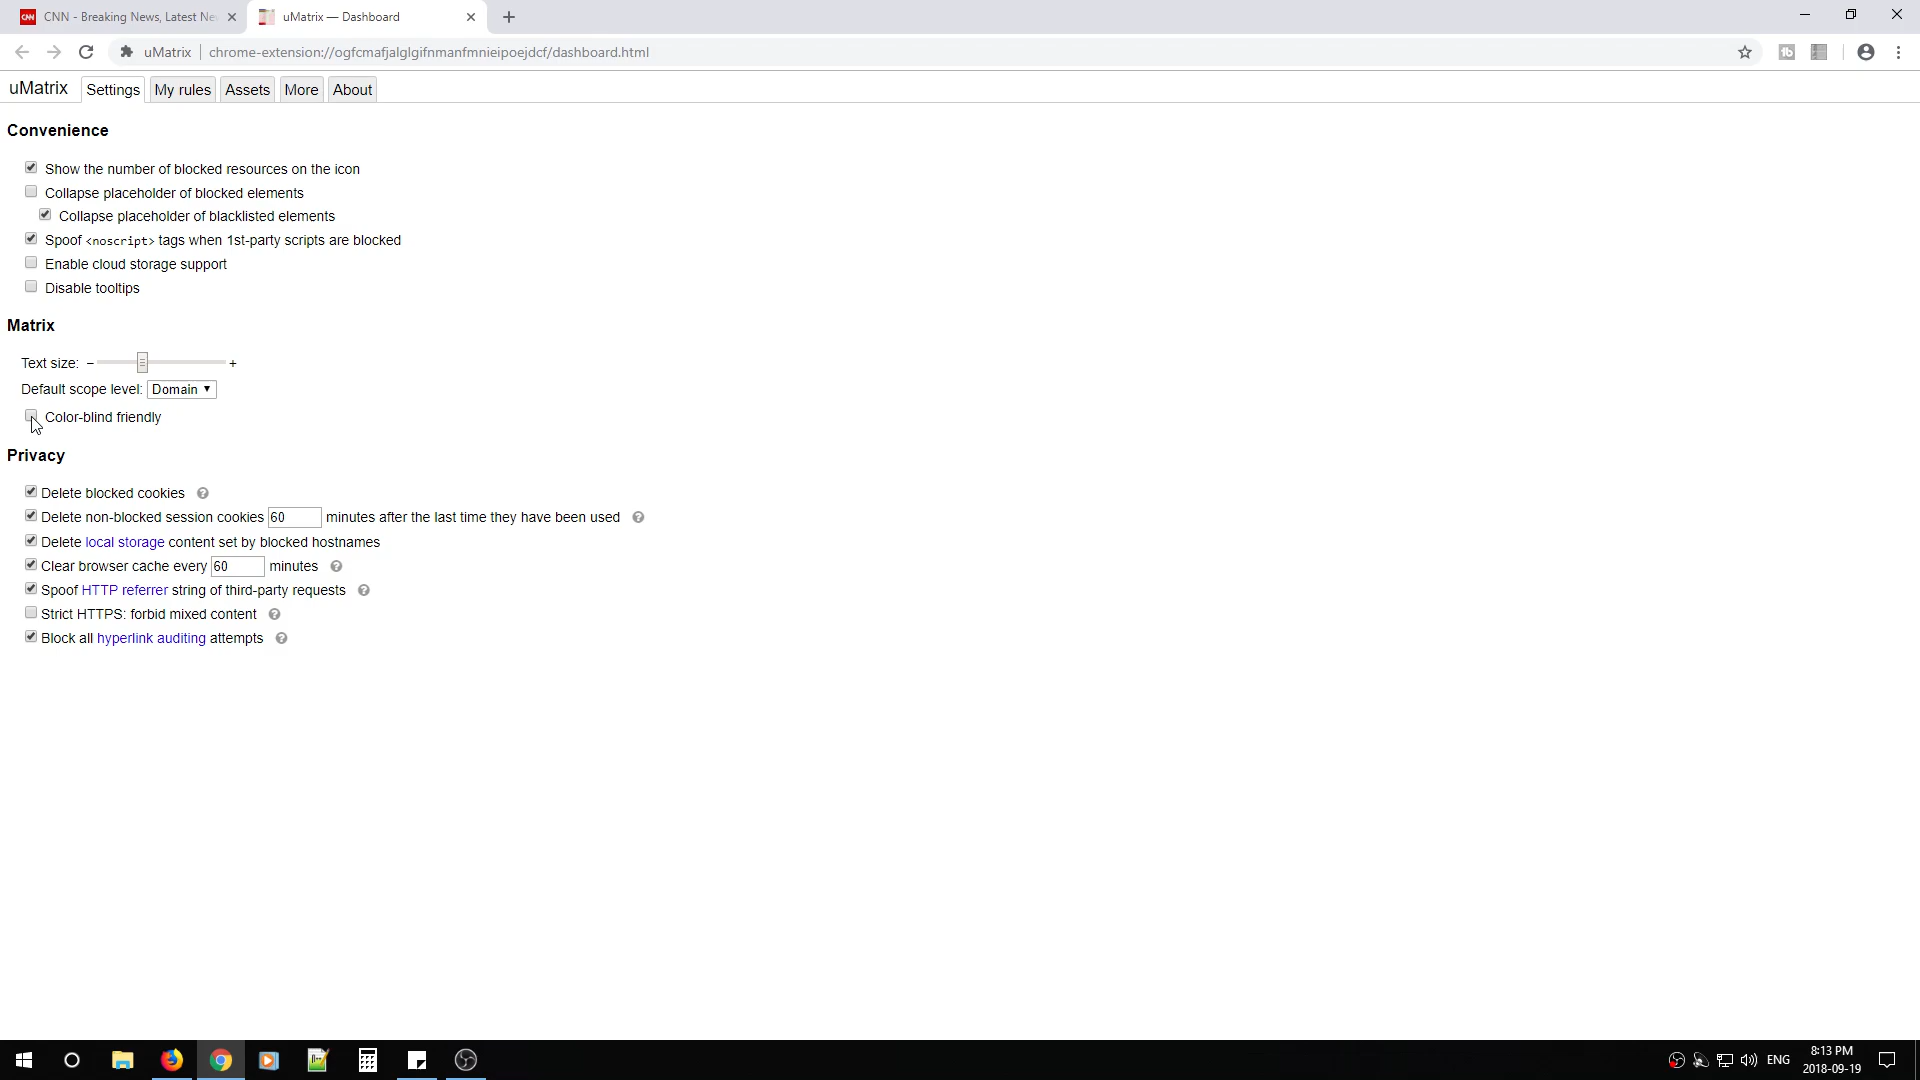 CNN - Breaking News, Latest Ne
uMatrix — Dashboard
uMatrix
chrome-extension://ogfcmafjalglgifnmanfmnieipoejdcf/dashboard.html
uMatrix Settings My rules Assets More About
Convenience
Show the number of blocked resources on the icon
Collapse placeholder of blocked elements
Collapse placeholder of blacklisted elements
Spoof <noscript> tags when 1st-party scripts are blocked
Enable cloud storage support
Disable tooltips
Matrix
Text size: – +
Default scope level: Domain
Color-blind friendly
Privacy
Delete blocked cookies
Delete non-blocked session cookies 60 minutes after the last time they have been used
Delete local storage content set by blocked hostnames
Clear browser cache every 60 minutes
Spoof HTTP referrer string of third-party requests
Strict HTTPS: forbid mixed content
Block all hyperlink auditing attempts
ENG
8:13 PM
2018-09-19